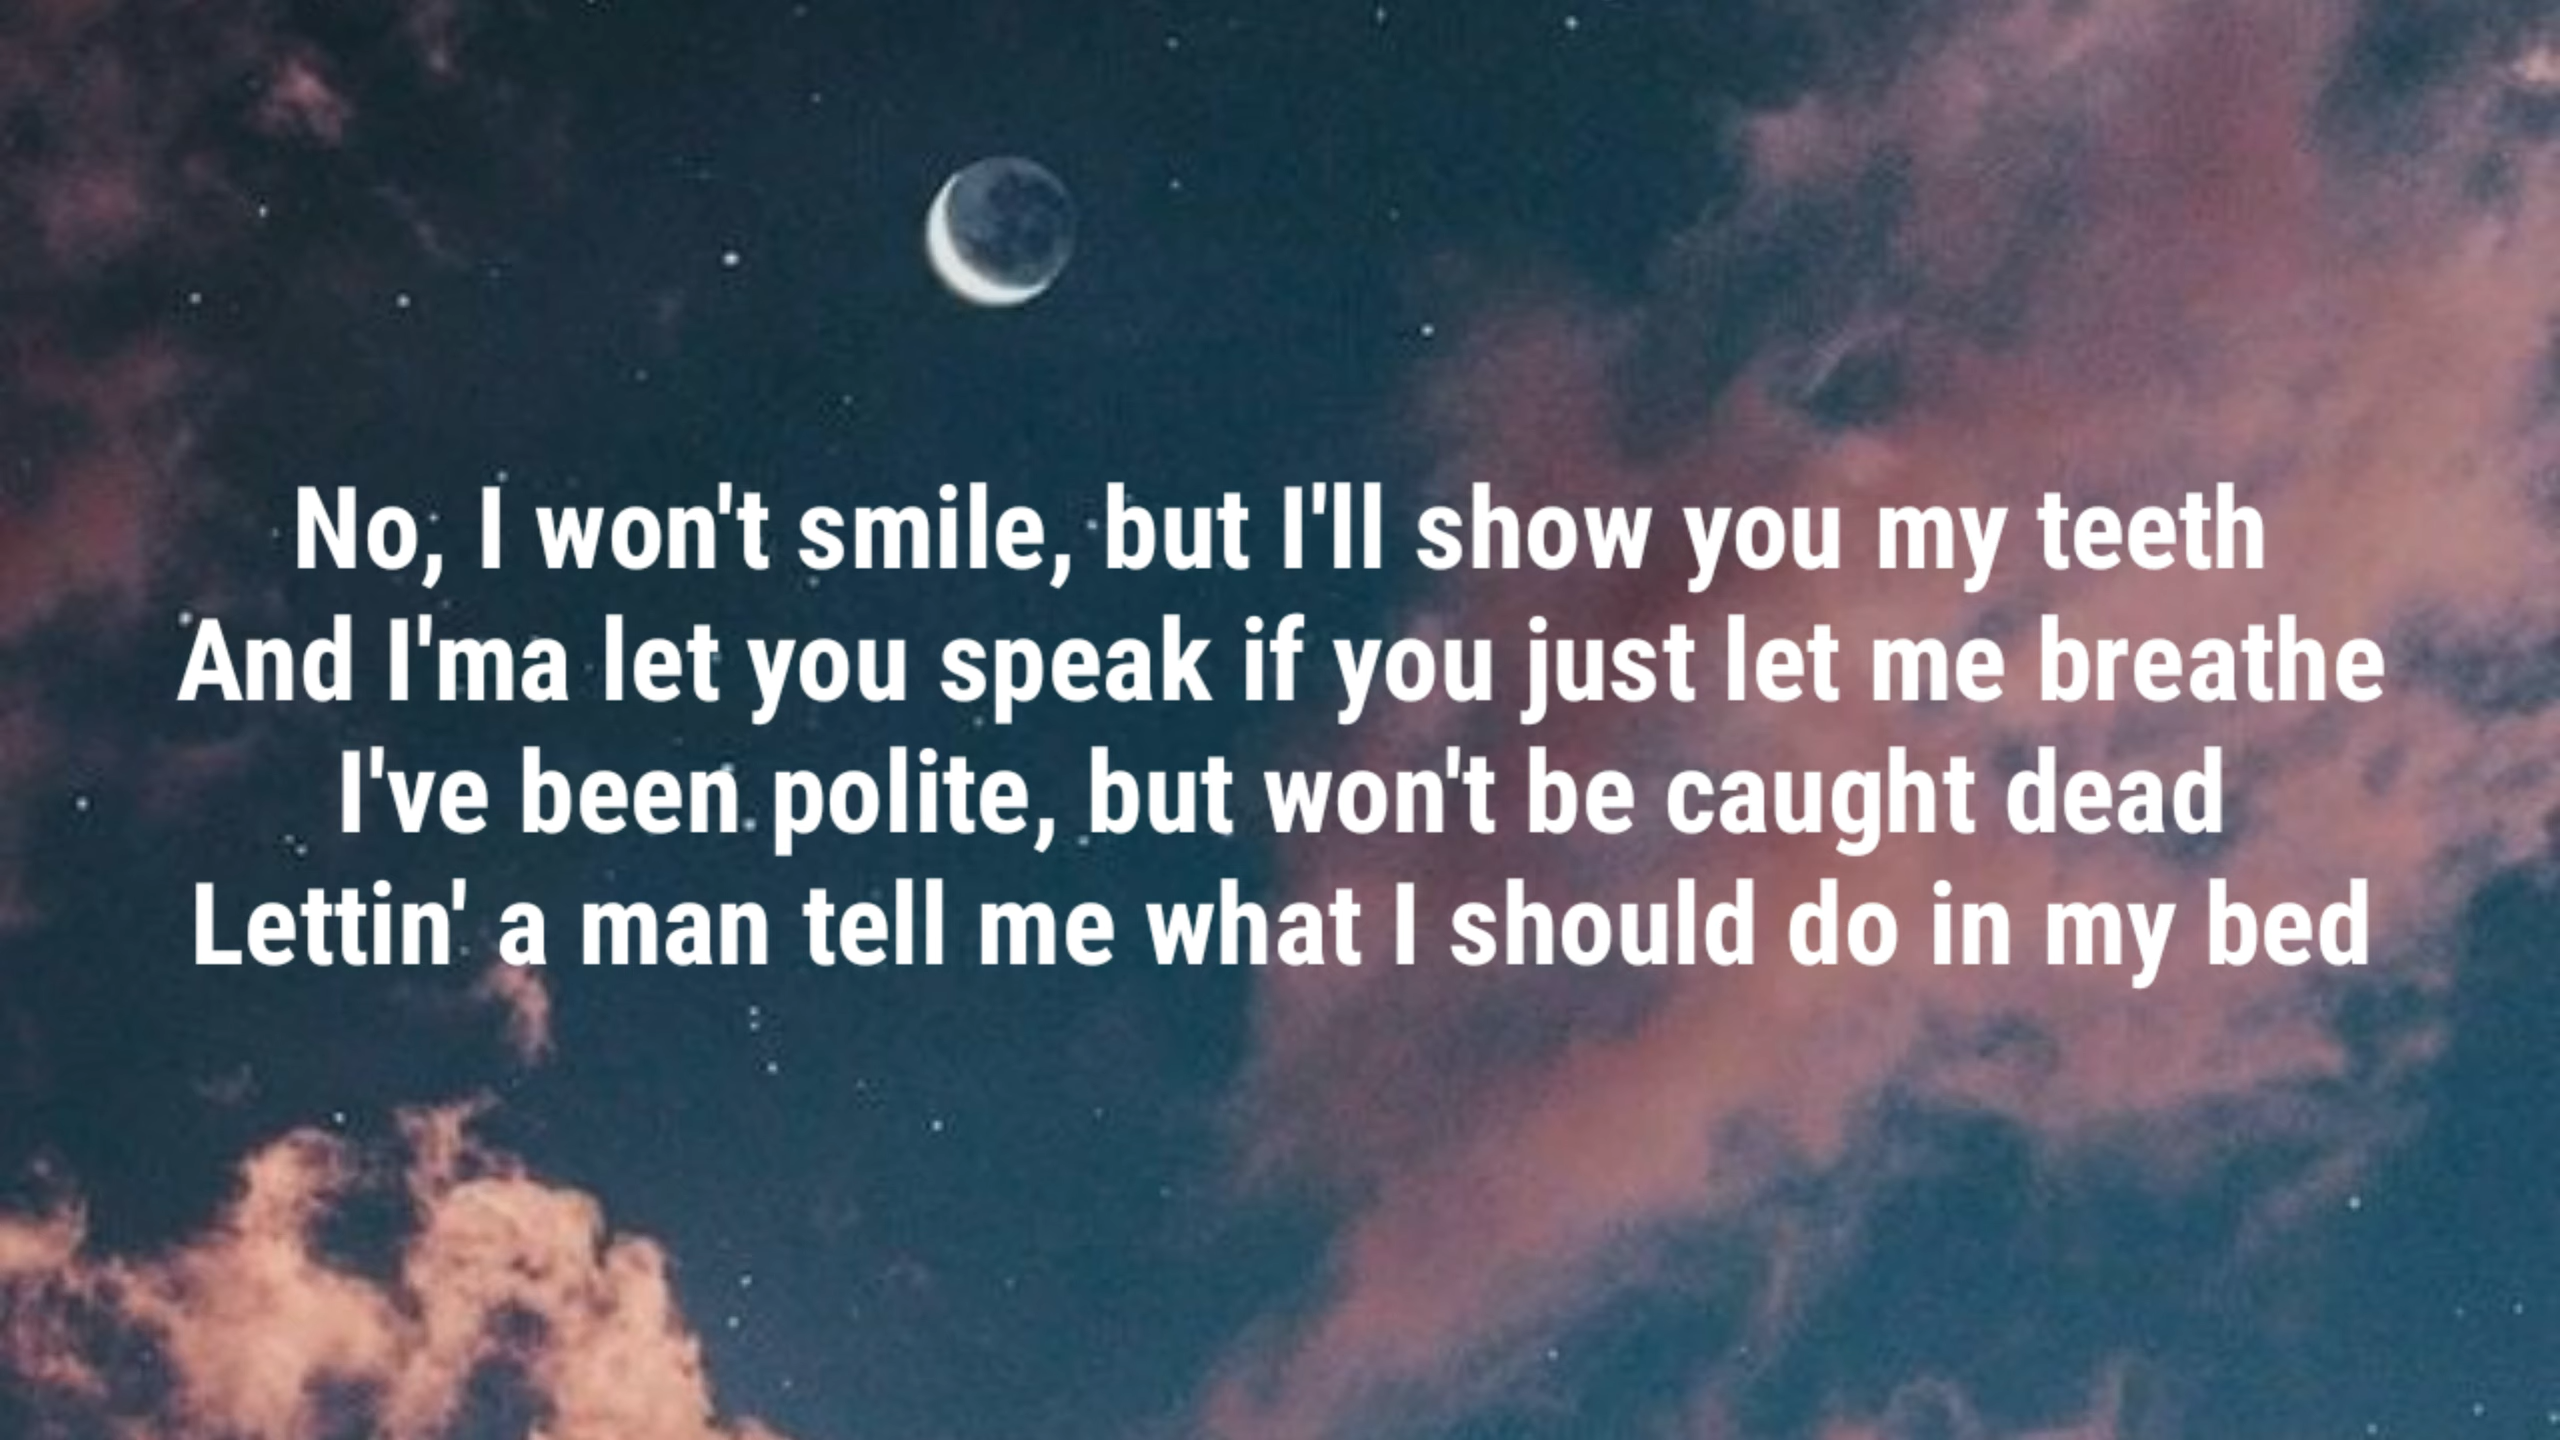 No, I won't smile, but I'll show you my teeth
And I'ma let you speak if you just let me breathe
I've been polite, but won't be caught dead
Lettin' a man tell me what I should do in my bed